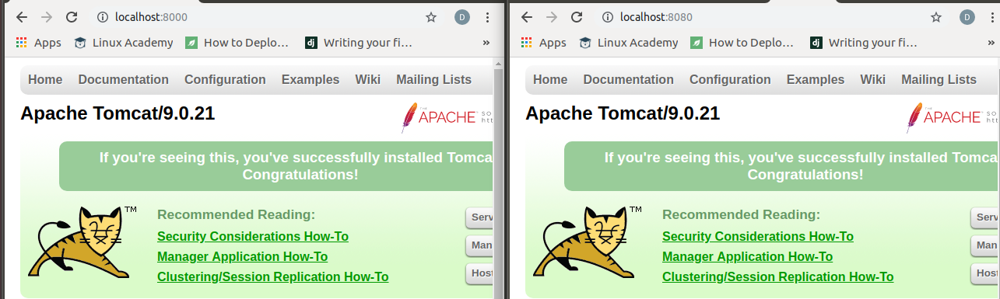 localhost:8000
D
Apps Linux Academy How to Deplo... dj Writing your fi... »
Home Documentation Configuration Examples Wiki Mailing Lists
Apache Tomcat/9.0.21
THE
APACHE
If you're seeing this, you've successfully installed Tomca
Congratulations!
TM
Recommended Reading:
Security Considerations How-To
Manager Application How-To
Clustering/Session Replication How-To
Serv
Man
Host
localhost:8080
D
Apps Linux Academy How to Deplo... dj Writing your fi... »
Home Documentation Configuration Examples Wiki Mailing Lists
Apache Tomcat/9.0.21
THE
APACHE
If you're seeing this, you've successfully installed Tomca
Congratulations!
TM
Recommended Reading:
Security Considerations How-To
Manager Application How-To
Clustering/Session Replication How-To
Serv
Man
Host